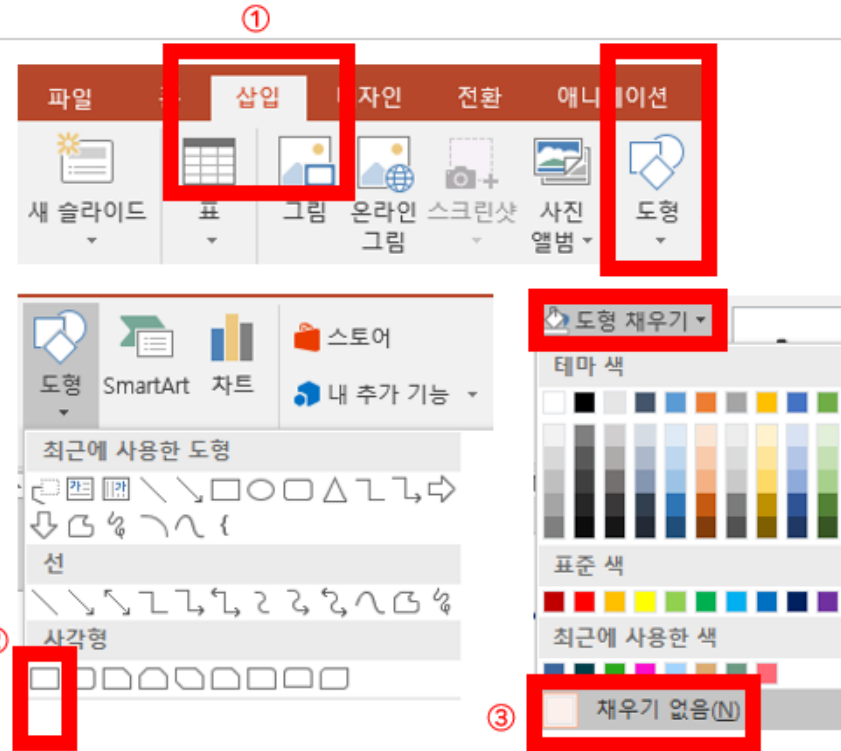 ①
파일 삽입 디자인 전환 애니메이션
새 슬라이드 표 그림 온라인 그림 스크린샷 사진 앨범 도형
도형 SmartArt 차트
스토어
내 추가 기능
최근에 사용한 도형
선
사각형
도형 채우기
테마 색
표준 색
최근에 사용한 색
③ 채우기 없음(N)